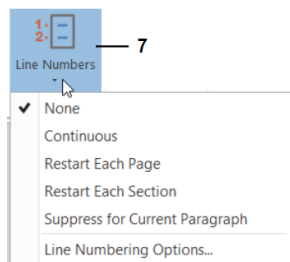 1.
2.
7
Line Numbers
None
Continuous
Restart Each Page
Restart Each Section
Suppress for Current Paragraph
Line Numbering Options...